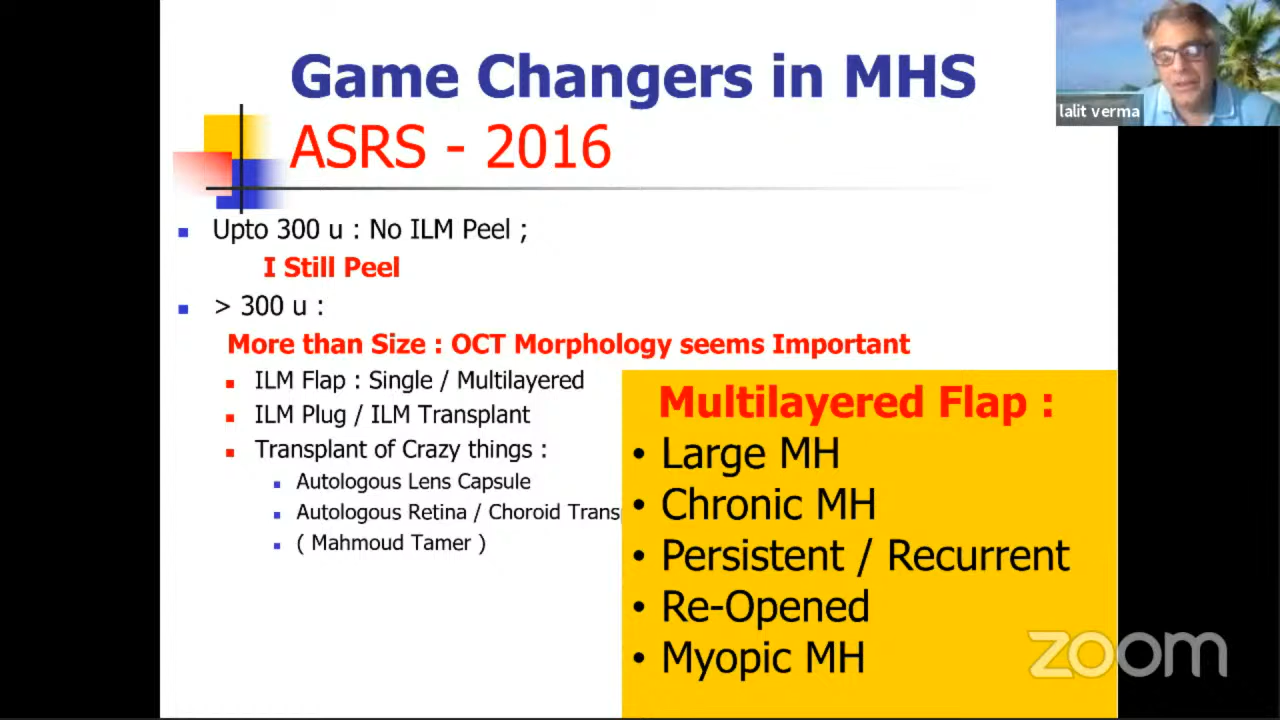 Game Changers in MHS
ASRS - 2016
lalit verma
Upto 300 u : No ILM Peel ;
I Still Peel
> 300 u :
More than Size : OCT Morphology seems Important
ILM Flap : Single / Multilayered
ILM Plug / ILM Transplant
Transplant of Crazy things :
Autologous Lens Capsule
Autologous Retina / Choroid Trans
( Mahmoud Tamer )
Multilayered Flap :
• Large MH
• Chronic MH
• Persistent / Recurrent
• Re-Opened
• Myopic MH
zoom